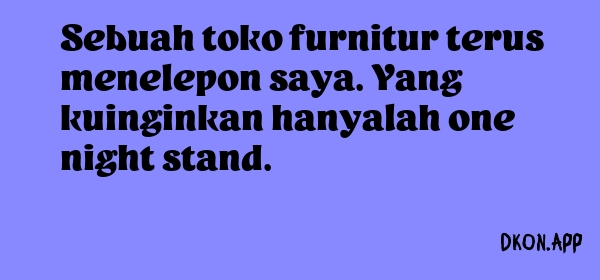 Sebuah toko furnitur terus
menelepon saya. Yang
kuinginkan hanyalah one
night stand.
DKON.APP